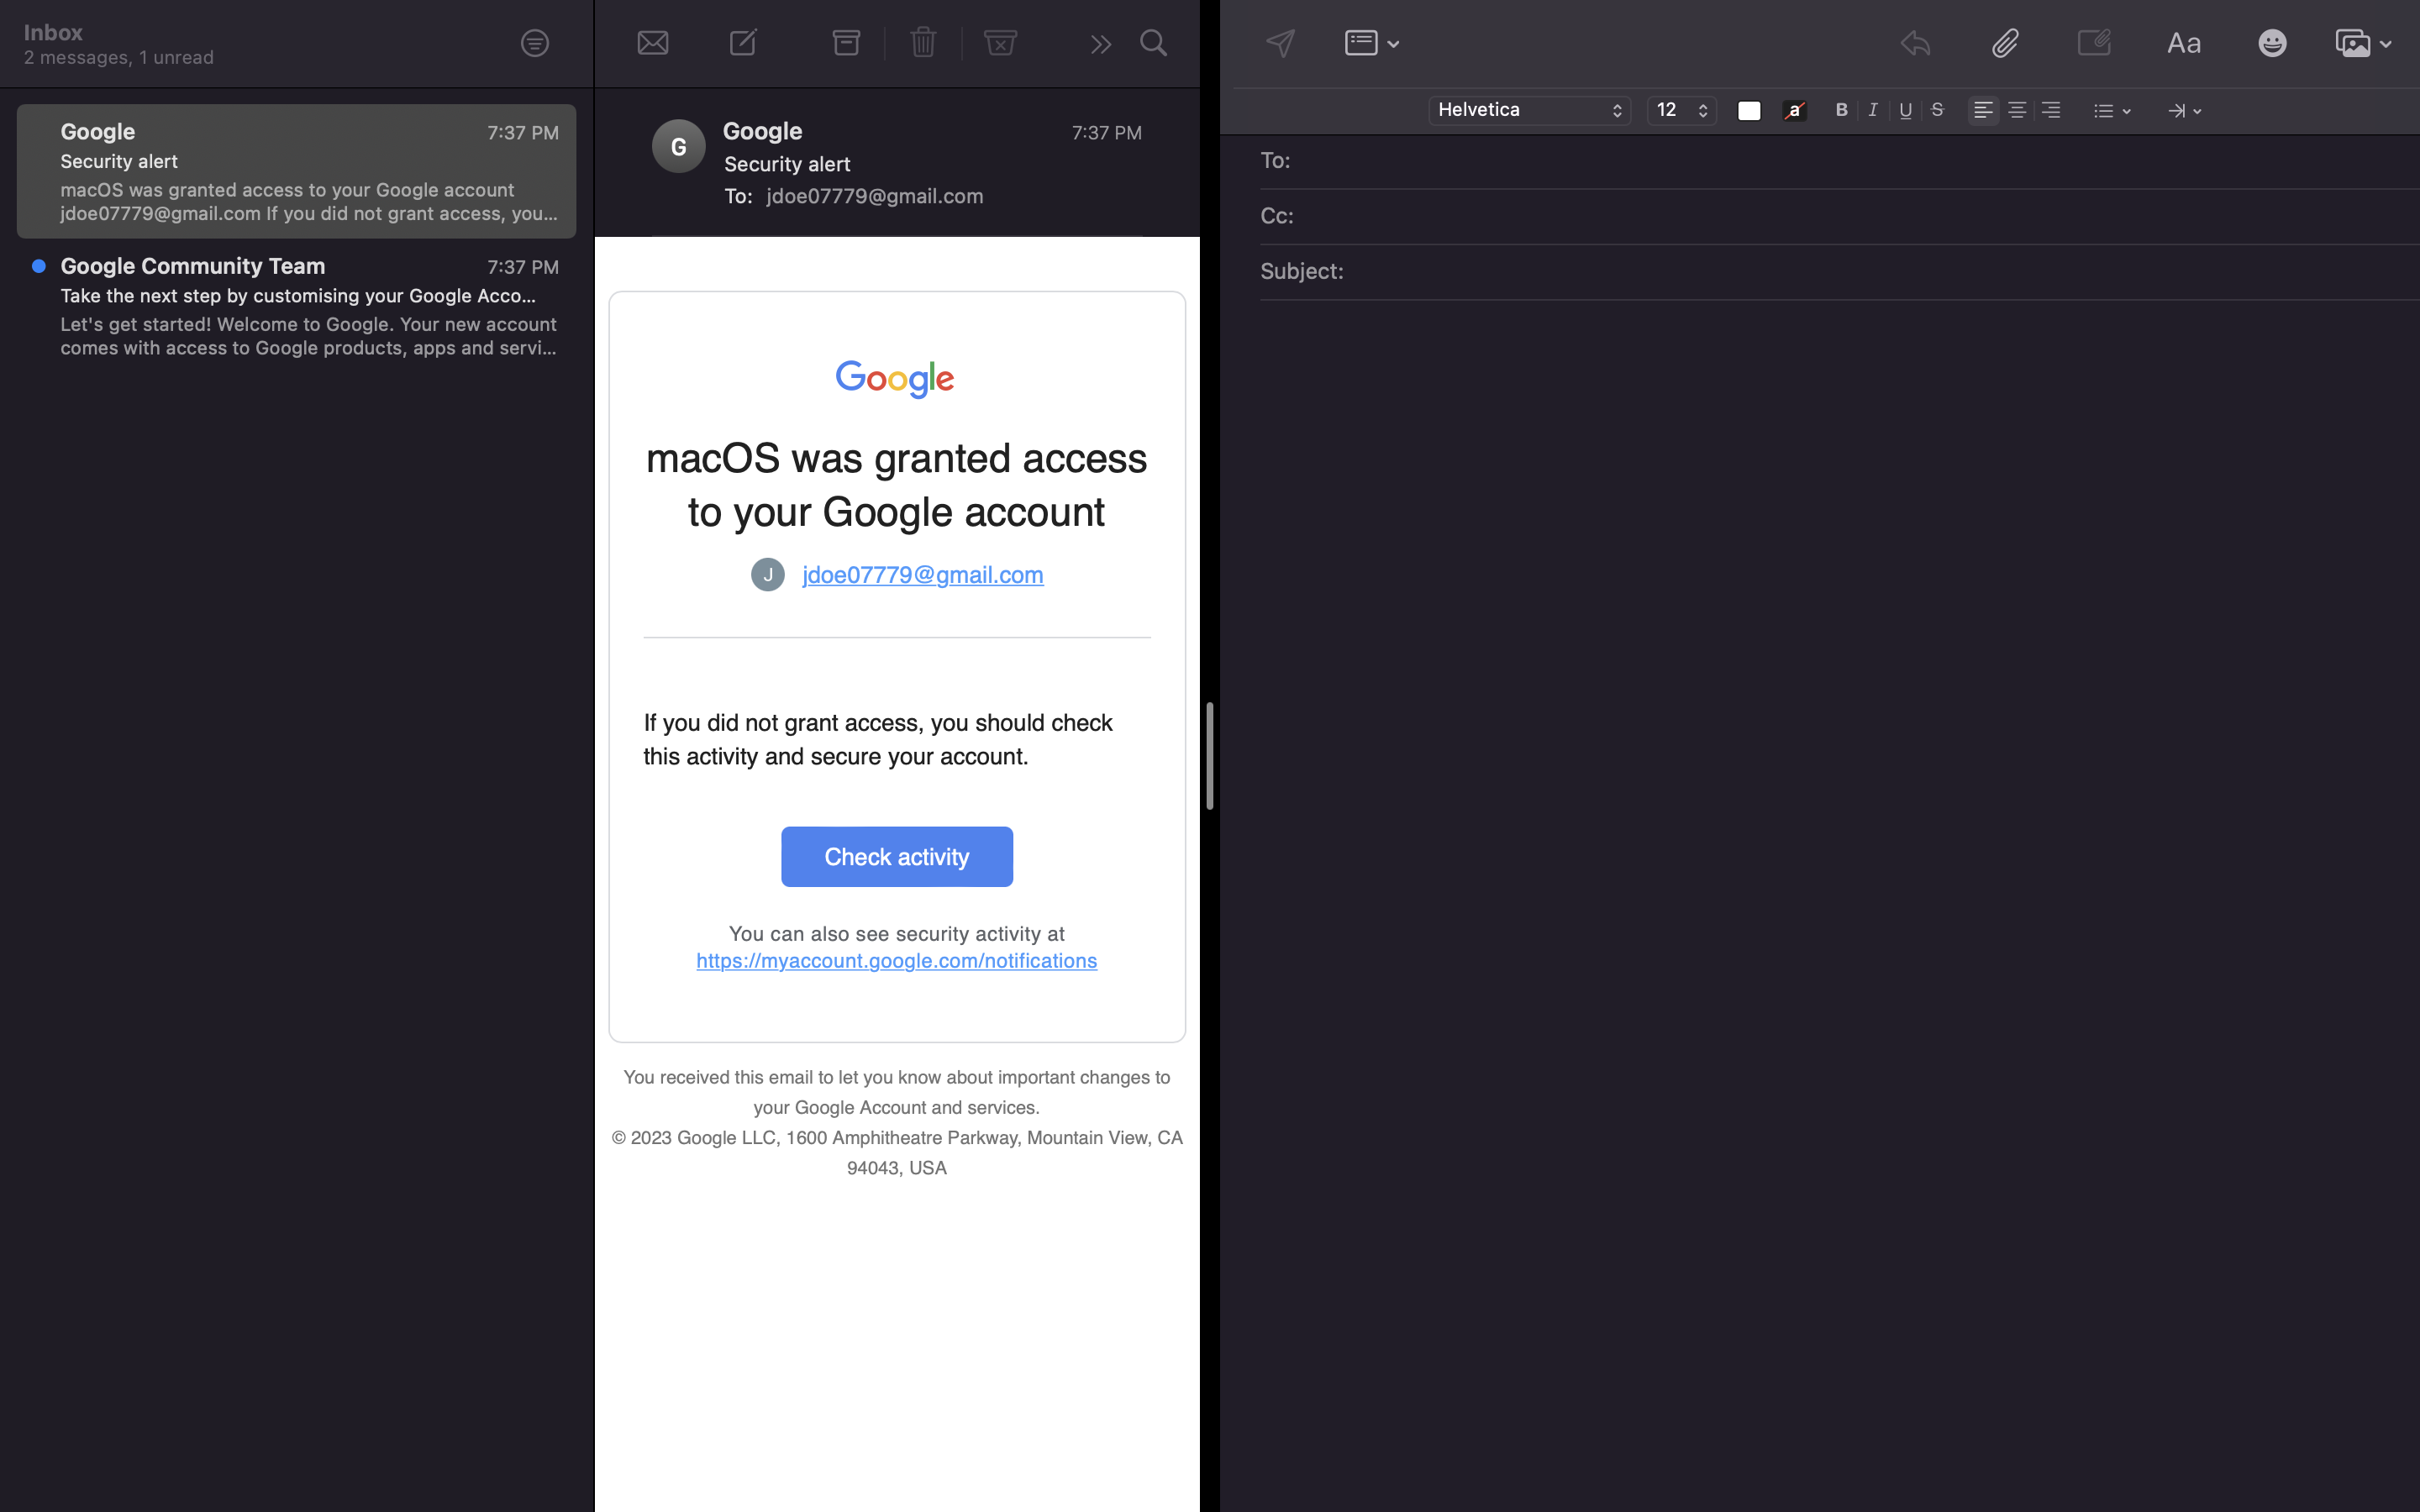 Inbox
2 messages, 1 unread
Google 7:37 PM
Security alert
macOS was granted access to your Google account
jdoe07779@gmail.com If you did not grant access, you...
Google Community Team 7:37 PM
Take the next step by customising your Google Acco...
Let's get started! Welcome to Google. Your new account
comes with access to Google products, apps and servi...
G
Google 7:37 PM
Security alert
To: jdoe07779@gmail.com
Google
macOS was granted access
to your Google account
J jdoe07779@gmail.com
If you did not grant access, you should check
this activity and secure your account.
Check activity
You can also see security activity at
https://myaccount.google.com/notifications
You received this email to let you know about important changes to
your Google Account and services.
© 2023 Google LLC, 1600 Amphitheatre Parkway, Mountain View, CA
94043, USA
Aa
Helvetica 12 a B I U S
To:
Cc:
Subject: